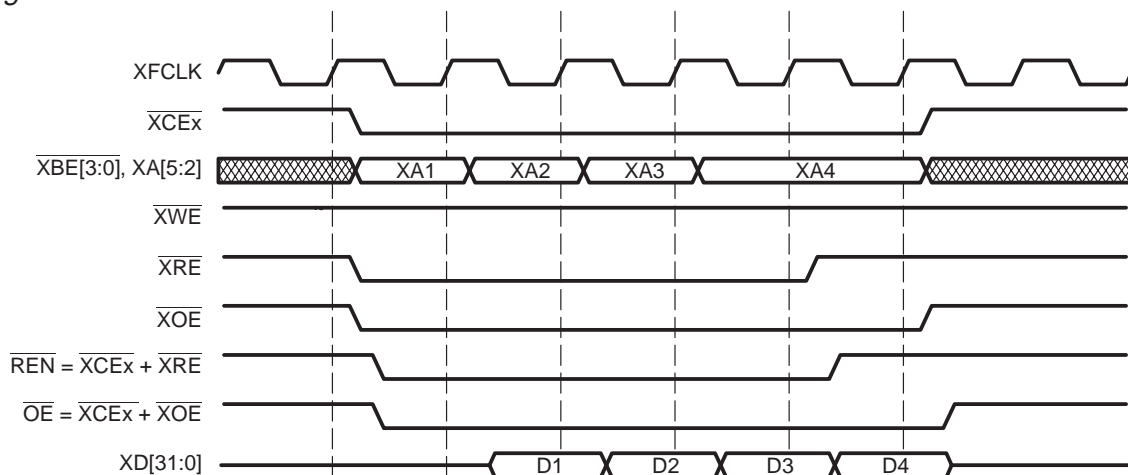 XFCLK
XCEx
XBE[3:0], XA[5:2] XA1 XA2 XA3 XA4
XWE
XRE
XOE
REN = XCEx + XRE
OE = XCEx + XOE
XD[31:0] D1 D2 D3 D4